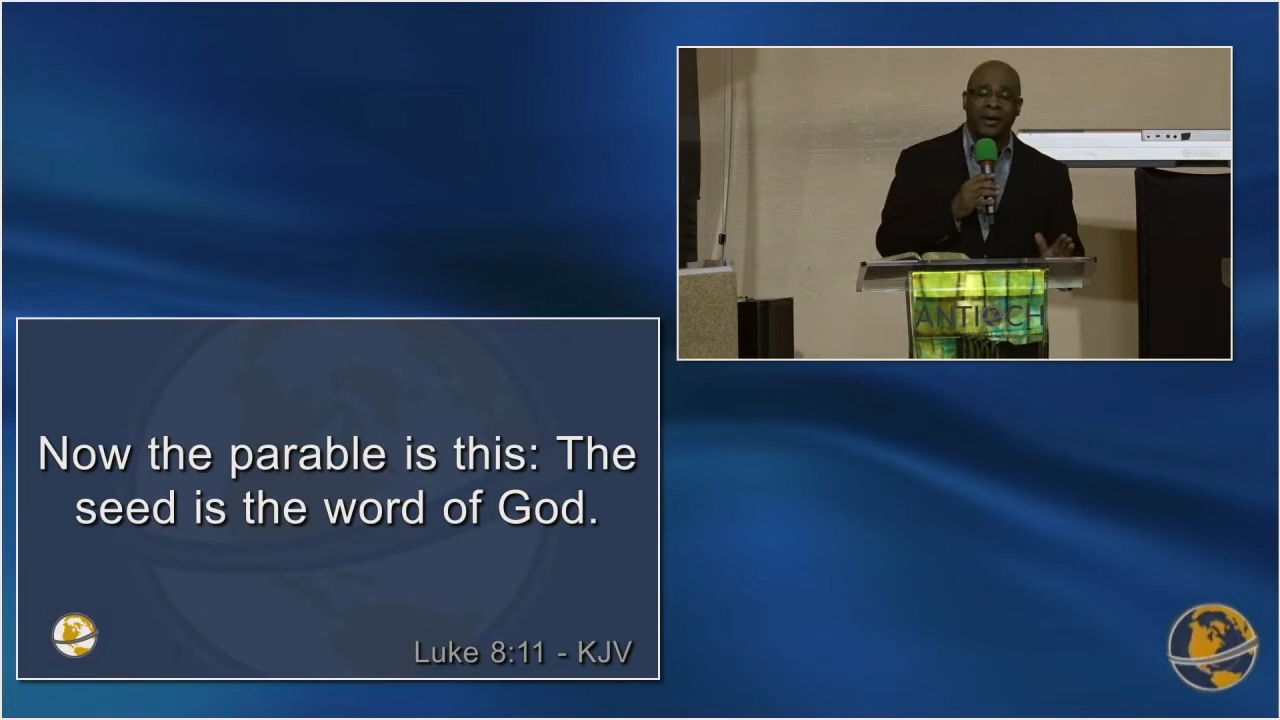 Now the parable is this: The
seed is the word of God.
Luke 8:11 - KJV
ANTIOCH